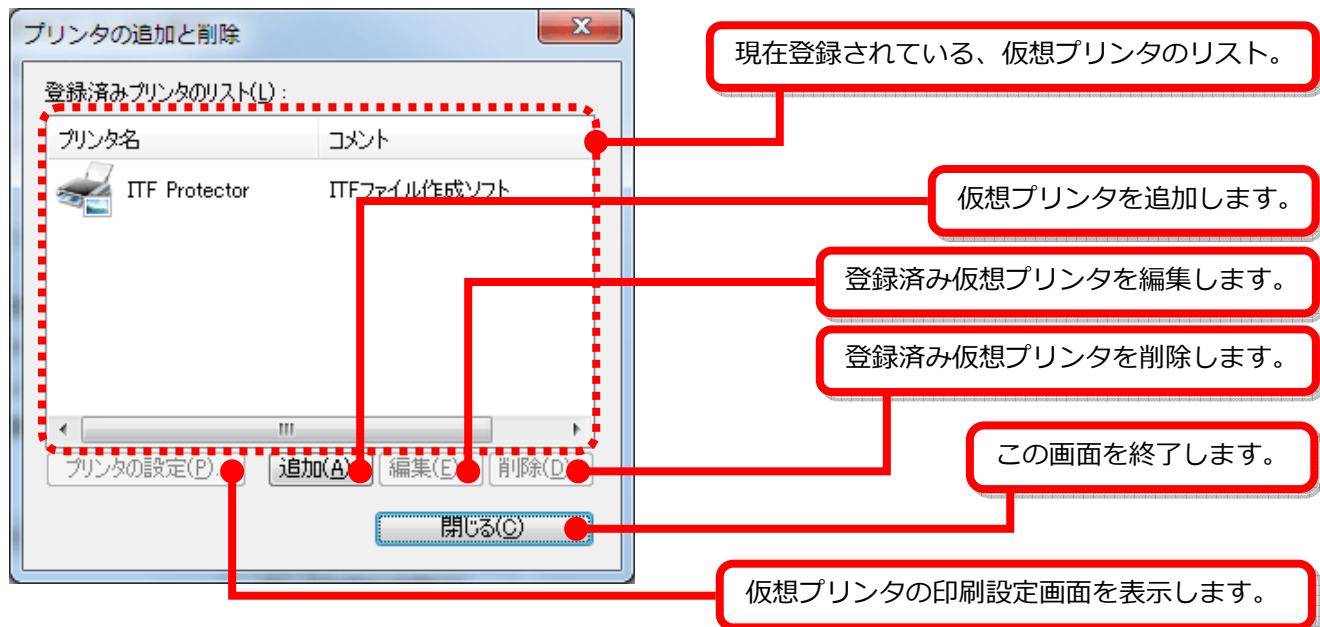 プリンタの追加と削除
登録済みプリンタのリスト(L):
プリンタ名 コメント
ITF Protector ITFファイル作成ソフト
プリンタの設定(P) 追加(A) 編集(E) 削除(D)
閉じる(C)
現在登録されている、仮想プリンタのリスト。
仮想プリンタを追加します。
登録済み仮想プリンタを編集します。
登録済み仮想プリンタを削除します。
この画面を終了します。
仮想プリンタの印刷設定画面を表示します。